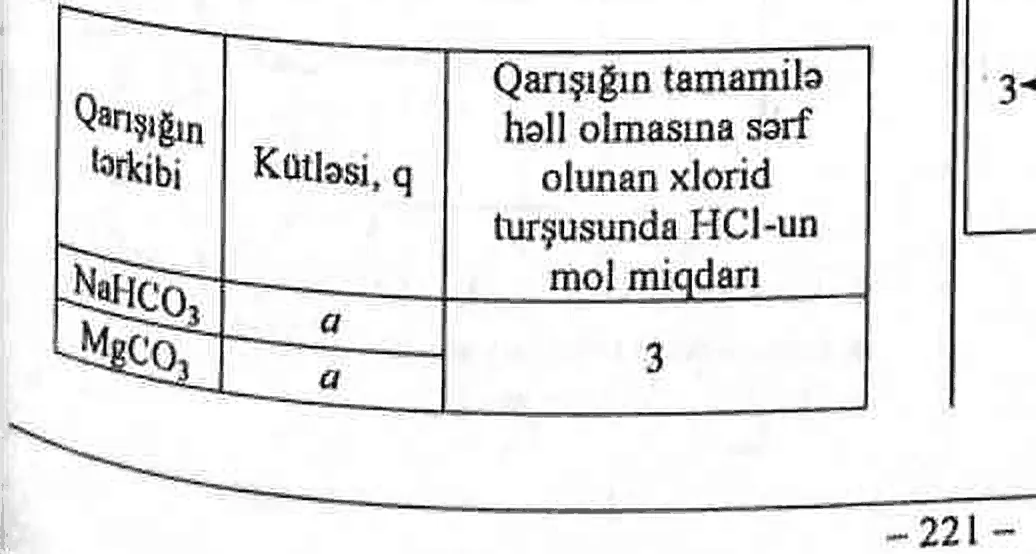 Qarışığın
tərkibi
Kütləsi, q
Qarışığın tamamilə
həll olmasına sərf
olunan xlorid
turşusunda HCl-un
mol miqdarı
NaHCO₃
a
MgCO₃
a
3
3
– 221 –